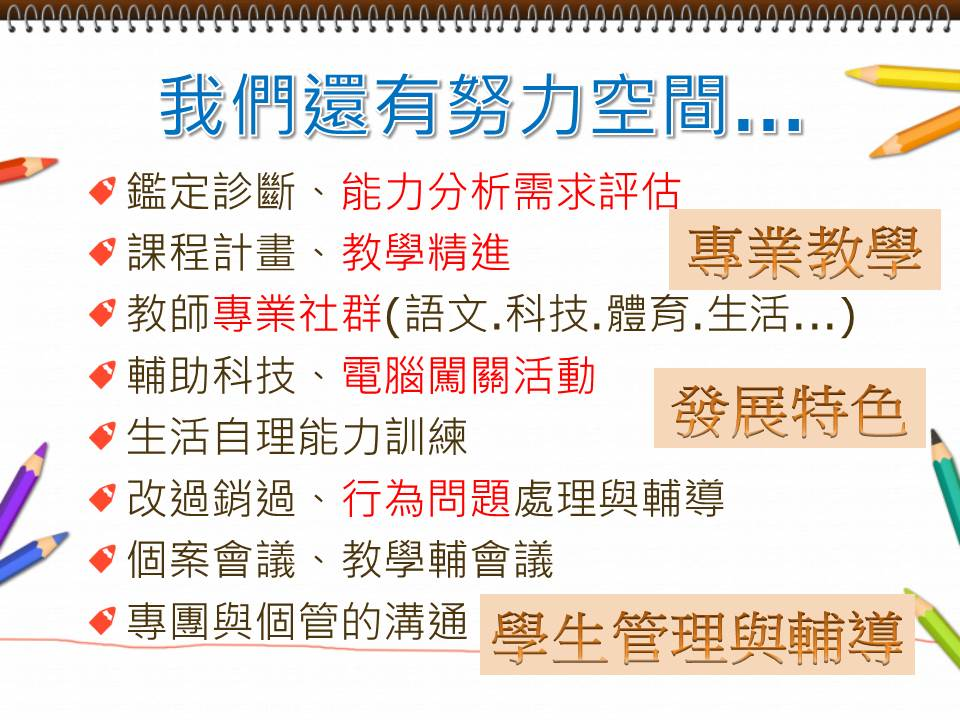 我們還有努力空間...
鑑定診斷、能力分析需求評估
課程計畫、教學精進
專業教學
教師專業社群(語文.科技.體育.生活...)
輔助科技、電腦闖關活動
發展特色
生活自理能力訓練
改過銷過、行為問題處理與輔導
個案會議、教學輔會議
專團與個管的溝通
學生管理與輔導